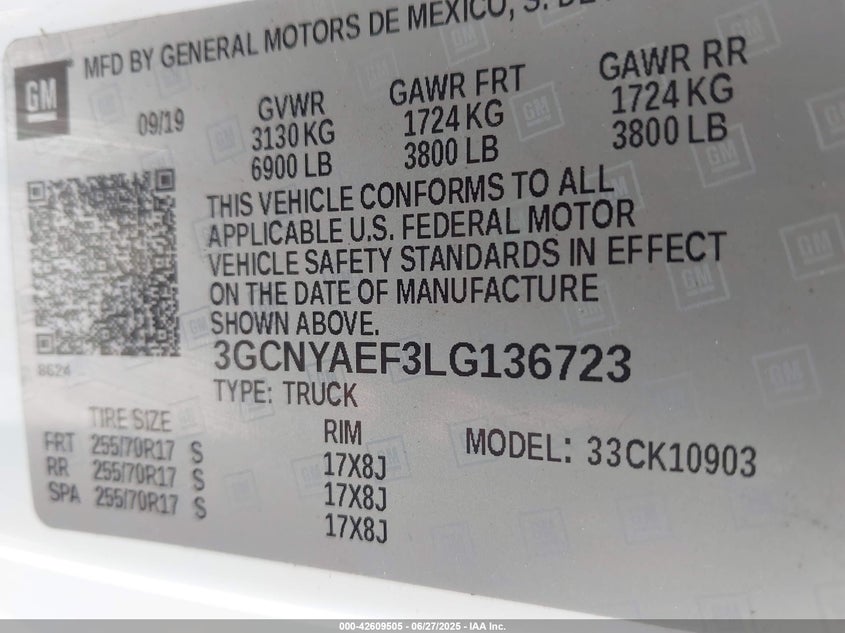 MFD BY GENERAL MOTORS DE MEXICO, S. DE
GM
09/19
GVWR
3130 KG
6900 LB
GAWR FRT
1724 KG
3800 LB
GAWR RR
1724 KG
3800 LB
THIS VEHICLE CONFORMS TO ALL
APPLICABLE U.S. FEDERAL MOTOR
VEHICLE SAFETY STANDARDS IN EFFECT
ON THE DATE OF MANUFACTURE
SHOWN ABOVE.
8624
3GCNYAEF3LG136723
TYPE: TRUCK
TIRE SIZE
FRT 255/70R17 S
RR 255/70R17 S
SPA 255/70R17 S
RIM
17X8J
17X8J
17X8J
MODEL: 33CK10903
000-42609505 - 06/27/2025 - IAA Inc.